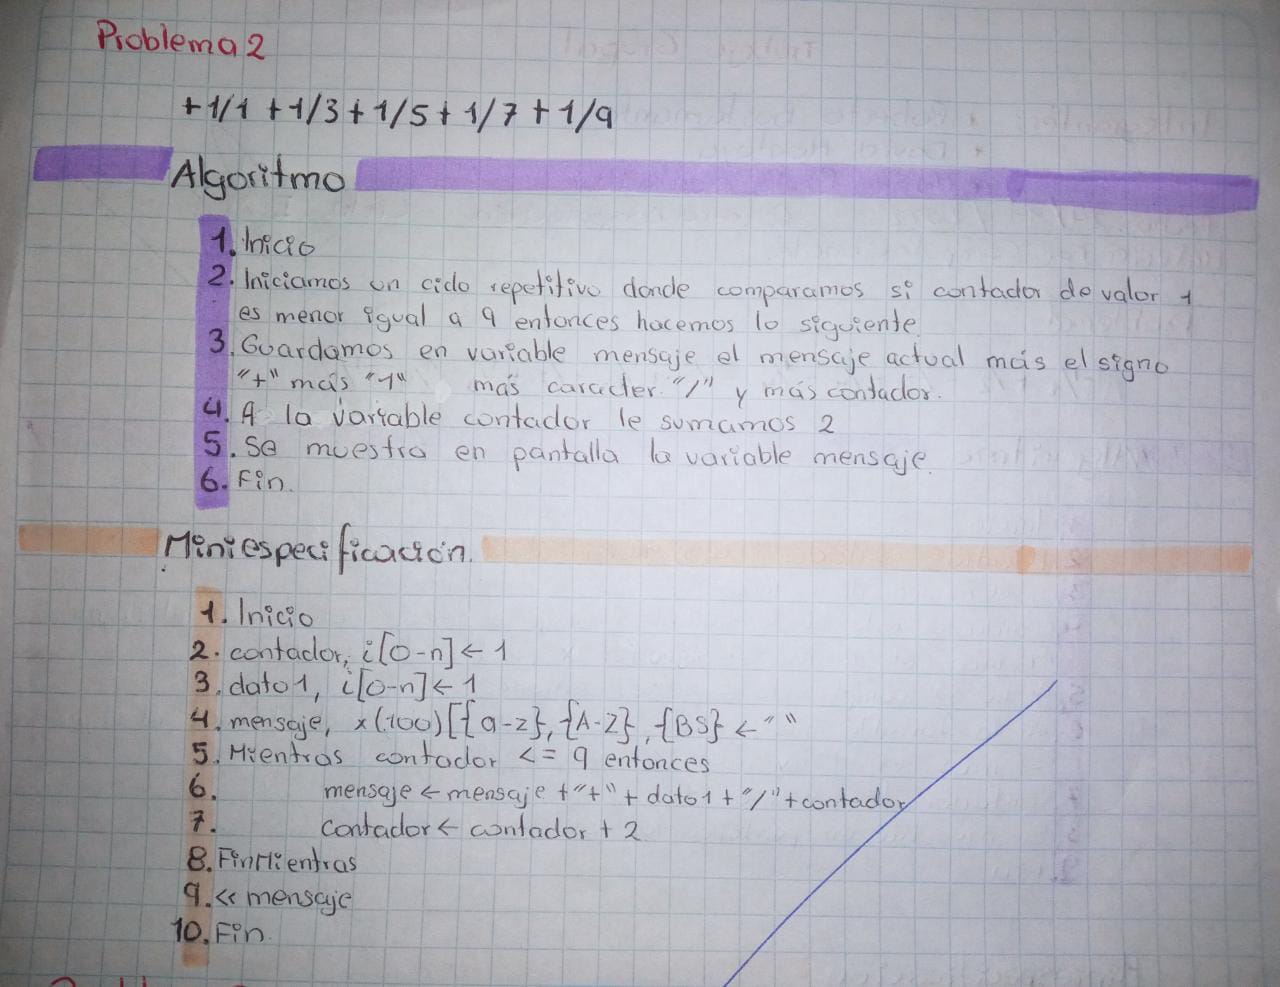 Problema 2
+1/1 +1/3 + 1/5 + 1/7 + 1/9
Algoritmo
1. Inicio
2. Iniciamos un ciclo repetitivo donde comparamos si contador de valor 1
es menor igual a 9 entonces hacemos lo siguiente.
3. Guardamos en variable mensaje el mensaje actual más el signo
"+" más "1" más caracter "/" y más contador.
4. A la variable contador le sumamos 2
5. Se muestra en pantalla la variable mensaje.
6. Fin.
Miniespecificación.
1. Inicio
2. contador, i[0-n] ← 1
3. dato1, i[0-n] ← 1
4. mensaje, x(100)[{a-z},{A-Z},{BS} ← " "
5. Mientras contador <= 9 entonces
6. mensaje ← mensaje + "+" + dato1 + "/" + contador
7. contador ← contador + 2
8. FinMientras
9. << mensaje
10. Fin.